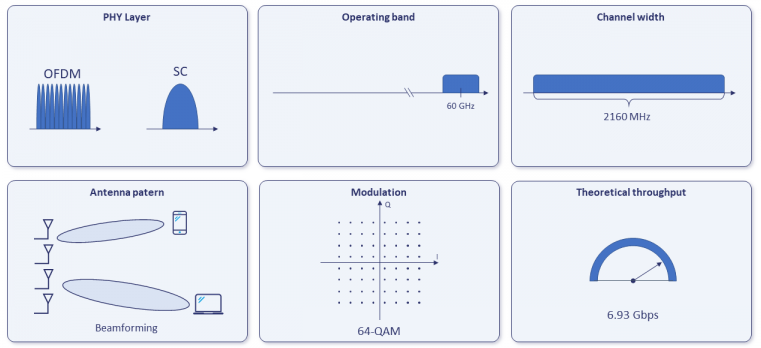 PHY Layer
OFDM
SC
Operating band
60 GHz
Channel width
2160 MHz
Antenna patern
Beamforming
Modulation
Q
I
64-QAM
Theoretical throughput
6.93 Gbps